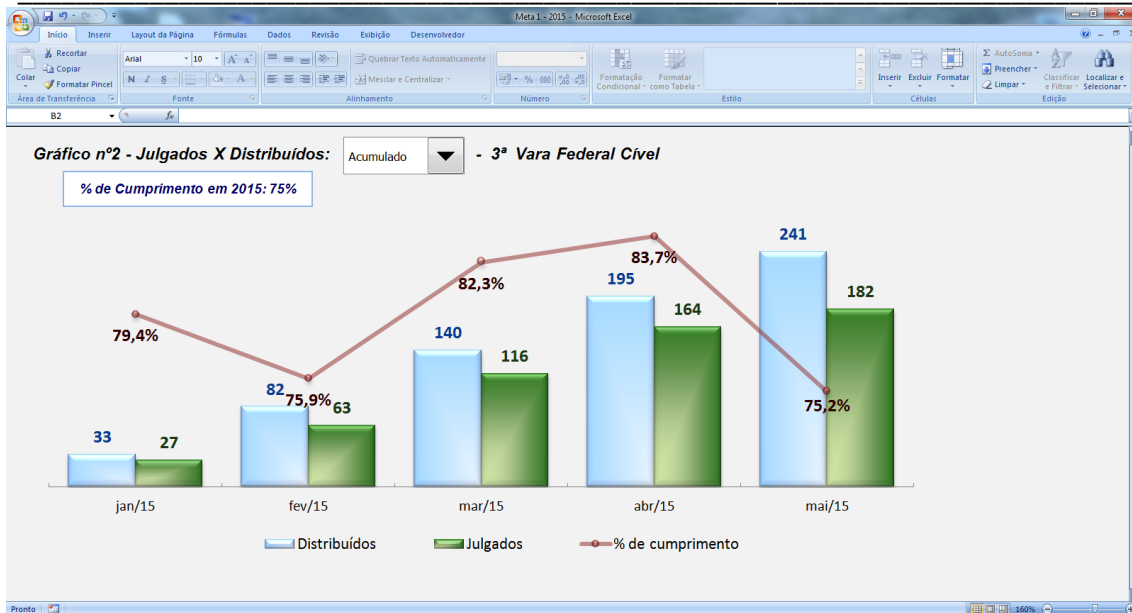 Meta 1 - 2015 - Microsoft Excel
Início Inserir Layout da Página Fórmulas Dados Revisão Exibição Desenvolvedor
Colar
Recortar
Copiar
Formatar Pincel
Área de Transferência
Arial 10
N I S
Fonte
Quebrar Texto Automaticamente
Mesclar e Centralizar
Alinhamento
% 000
Número
Formatação Condicional
Formatar como Tabela
Estilo
Inserir Excluir Formatar
Células
Σ AutoSoma
Preencher
Limpar
Classificar e Filtrar
Localizar e Selecionar
Edição
B2 fx
Gráfico nº2 - Julgados X Distribuídos: Acumulado - 3ª Vara Federal Cível
% de Cumprimento em 2015: 75%
241
83,7%
195
182
82,3%
164
79,4%
140
116
82
75,9%
63
75,2%
33
27
jan/15 fev/15 mar/15 abr/15 mai/15
Distribuídos Julgados % de cumprimento
Pronto 160%